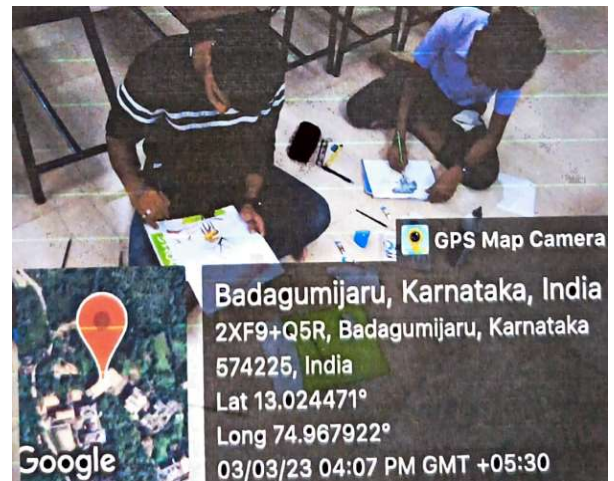 GPS Map Camera
Badagumijaru, Karnataka, India
2XF9+Q5R, Badagumijaru, Karnataka
574225, India
Lat 13.024471°
Long 74.967922°
03/03/23 04:07 PM GMT +05:30
Google